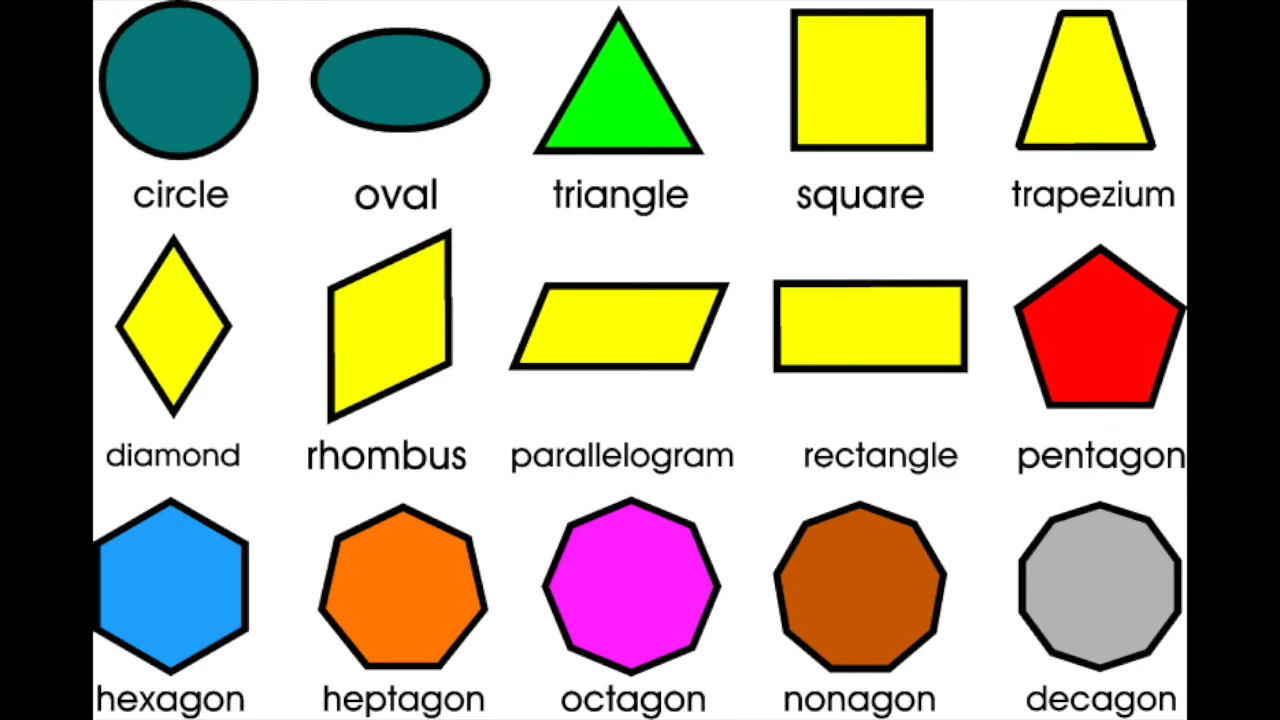 circle oval triangle square trapezium
diamond rhombus parallelogram rectangle pentagon
hexagon heptagon octagon nonagon decagon